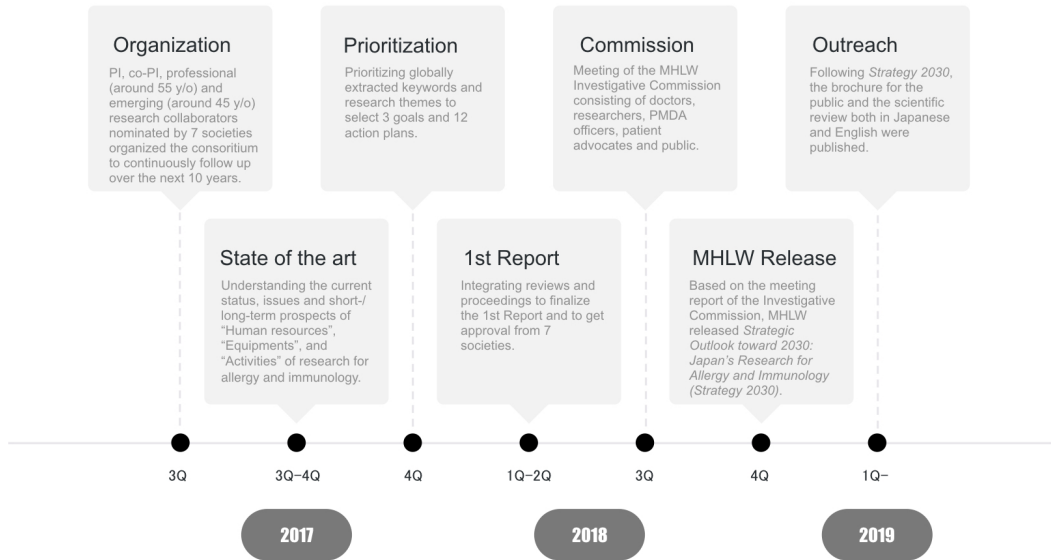 Organization
PI, co-PI, professional
(around 55 y/o) and
emerging (around 45 y/o)
research collaborators
nominated by 7 societies
organized the consortium
to continuously follow up
over the next 10 years.
Prioritization
Prioritizing globally
extracted keywords and
research themes to
select 3 goals and 12
action plans.
Commission
Meeting of the MHLW
Investigative Commission
consisting of doctors,
researchers, PMDA
officers, patient
advocates and public.
Outreach
Following Strategy 2030,
the brochure for the
public and the scientific
review both in Japanese
and English were
published.
State of the art
Understanding the current
status, issues and short-/
long-term prospects of
“Human resources”,
“Equipments”, and
“Activities” of research for
allergy and immunology.
1st Report
Integrating reviews and
proceedings to finalize
the 1st Report and to get
approval from 7
societies.
MHLW Release
Based on the meeting
report of the Investigative
Commission, MHLW
released Strategic
Outlook toward 2030:
Japan’s Research for
Allergy and Immunology
(Strategy 2030).
3Q
3Q−4Q
4Q
1Q−2Q
3Q
4Q
1Q−
2017
2018
2019